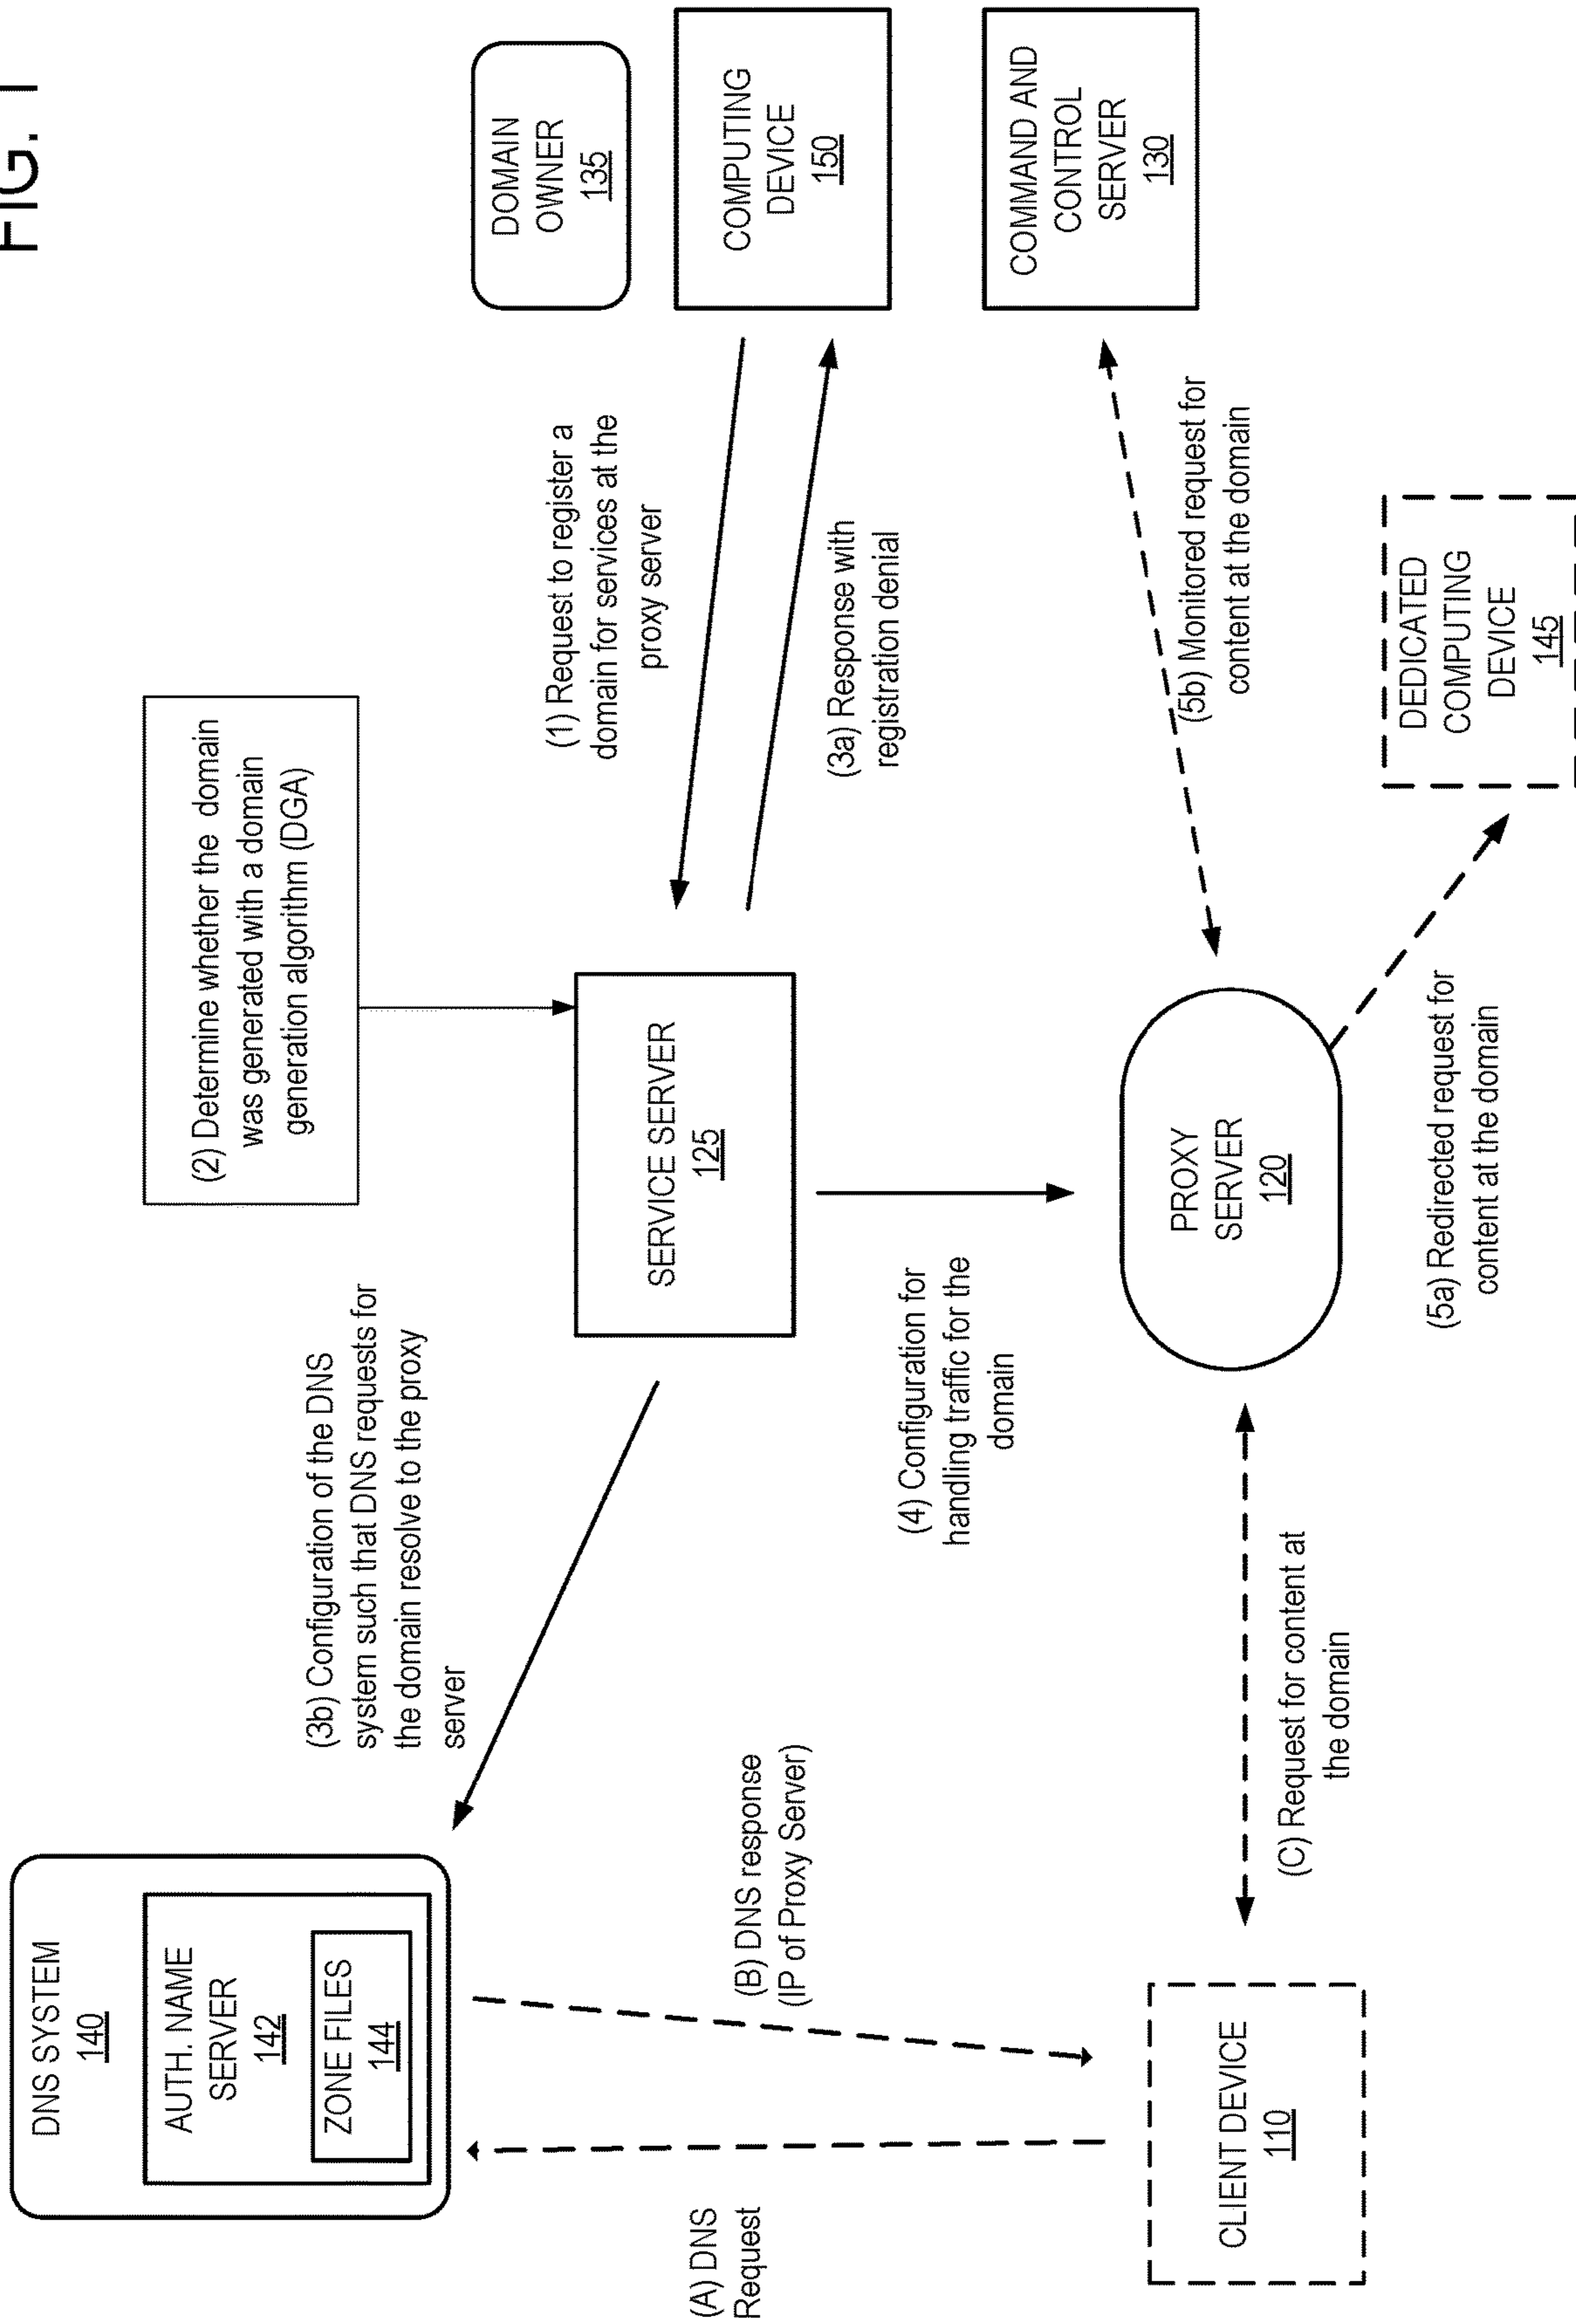 FIG. 1
DNS SYSTEM
140
AUTH. NAME
SERVER
142
ZONE FILES
144
(3b) Configuration of the DNS
system such that DNS requests for
the domain resolve to the proxy
server
(2) Determine whether the domain
was generated with a domain
generation algorithm (DGA)
SERVICE SERVER
125
(1) Request to register a
domain for services at the
proxy server
(3a) Response with
registration denial
DOMAIN
OWNER
135
COMPUTING
DEVICE
150
COMMAND AND
CONTROL
SERVER
130
(A) DNS
Request
(B) DNS response
(IP of Proxy Server)
(4) Configuration for
handling traffic for the
domain
(5b) Monitored request for
content at the domain
CLIENT DEVICE
110
(C) Request for content at
the domain
PROXY
SERVER
120
(5a) Redirected request for
content at the domain
DEDICATED
COMPUTING
DEVICE
145